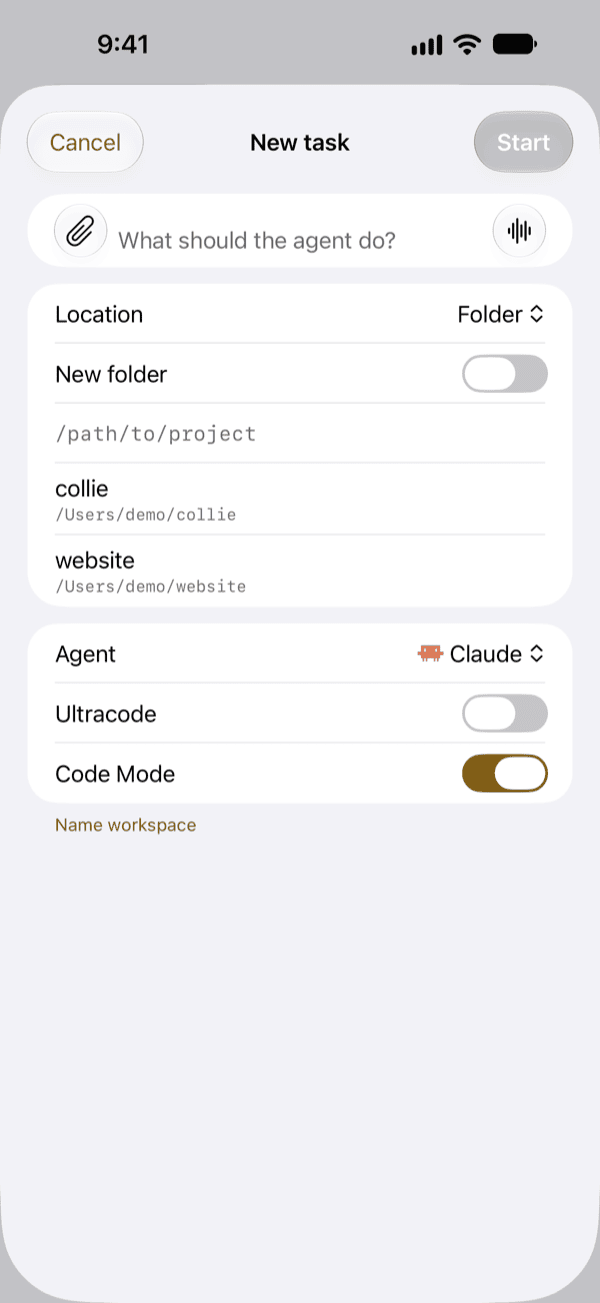 9:41
Cancel
New task
Start
What should the agent do?
Location
Folder
New folder
/path/to/project
collie
/Users/demo/collie
website
/Users/demo/website
Agent
Claude
Ultracode
Code Mode
Name workspace